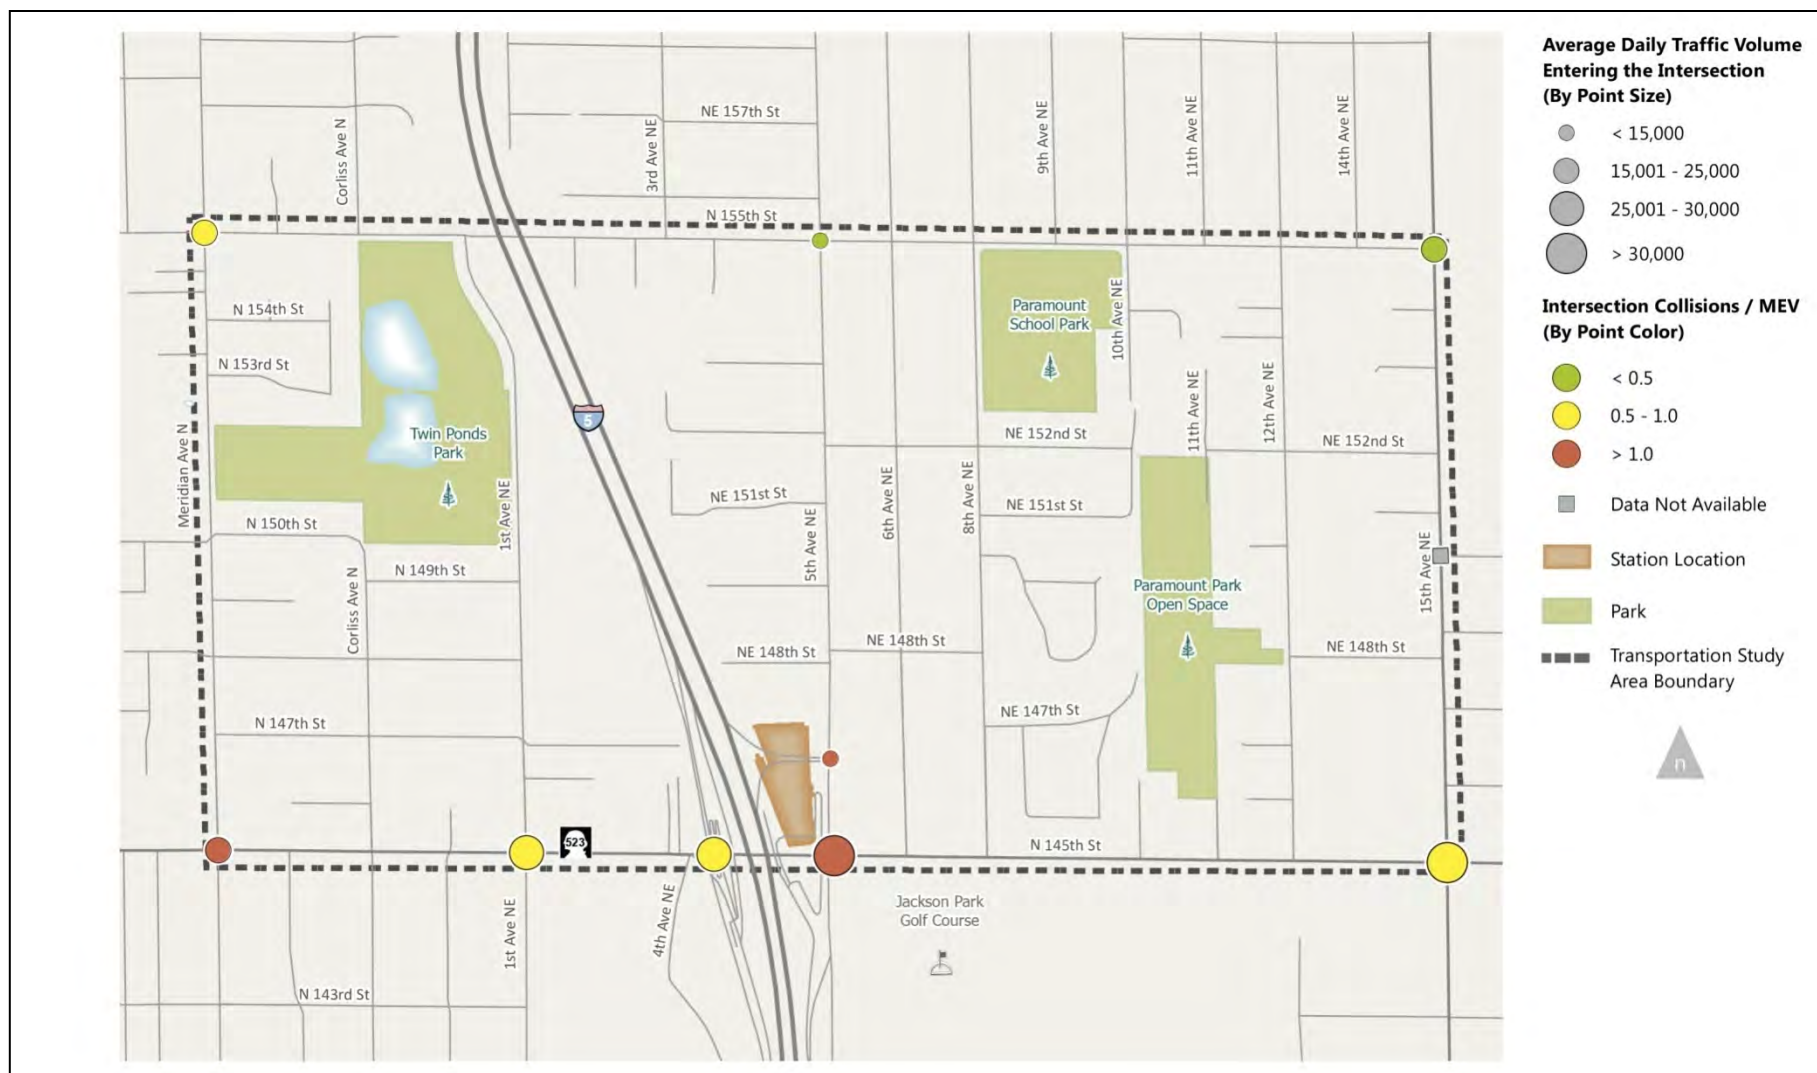 Average Daily Traffic Volume
Entering the Intersection
(By Point Size)
< 15,000
15,001 - 25,000
25,001 - 30,000
> 30,000
Intersection Collisions / MEV
(By Point Color)
< 0.5
0.5 - 1.0
> 1.0
Data Not Available
Station Location
Park
Transportation Study
Area Boundary
n
NE 157th St
Corliss Ave N
3rd Ave NE
9th Ave NE
11th Ave NE
14th Ave NE
N 155th St
N 154th St
N 153rd St
Paramount
School Park
10th Ave NE
5
Twin Ponds
Park
Meridian Ave N
1st Ave NE
NE 152nd St
11th Ave NE
12th Ave NE
NE 152nd St
N 150th St
NE 151st St
5th Ave NE
6th Ave NE
8th Ave NE
NE 151st St
15th Ave NE
N 149th St
Corliss Ave N
Paramount Park
Open Space
NE 148th St
NE 148th St
NE 148th St
N 147th St
NE 147th St
523
N 145th St
1st Ave NE
4th Ave NE
Jackson Park
Golf Course
N 143rd St